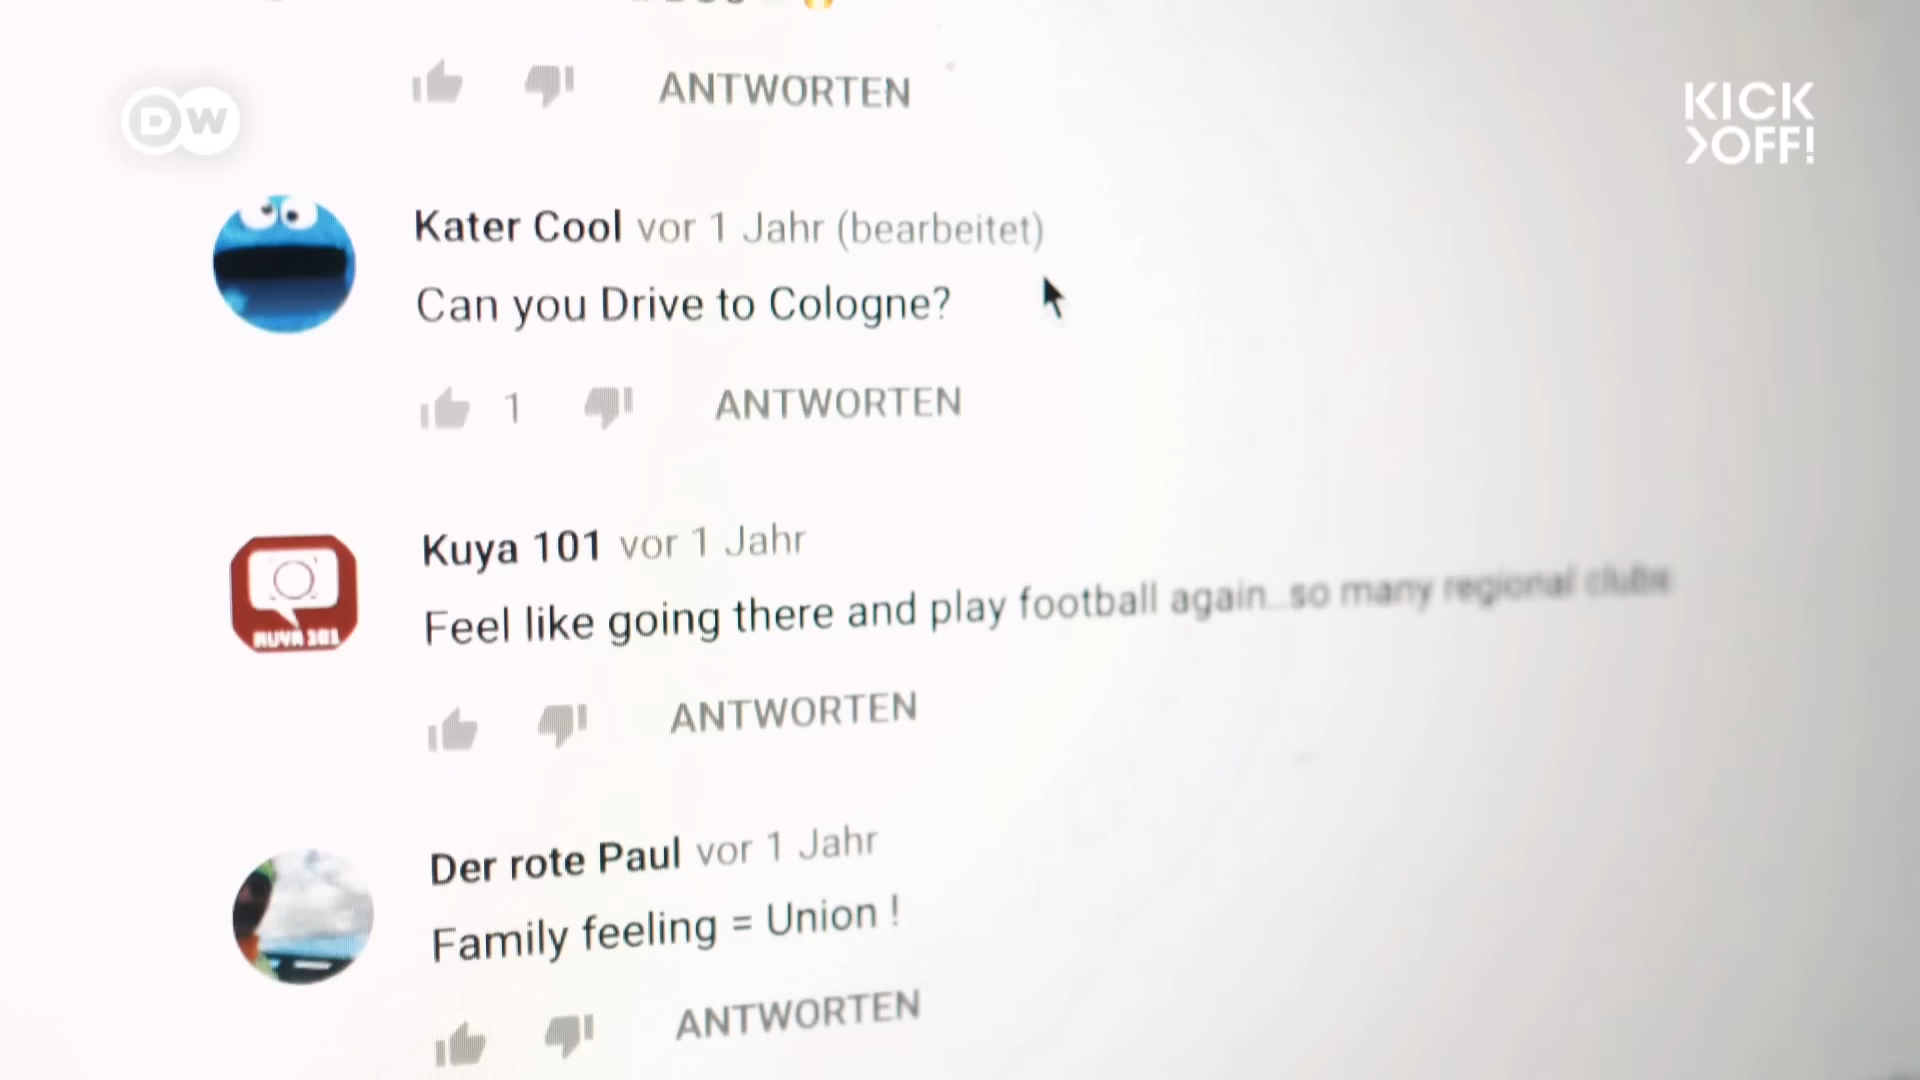 ANTWORTEN
DW
KICK
OFF!
Kater Cool vor 1 Jahr (bearbeitet)
Can you Drive to Cologne?
1
ANTWORTEN
Kuya 101 vor 1 Jahr
Feel like going there and play football again..so many regional clubs
KUYA 101
ANTWORTEN
Der rote Paul vor 1 Jahr
Family feeling = Union !
ANTWORTEN